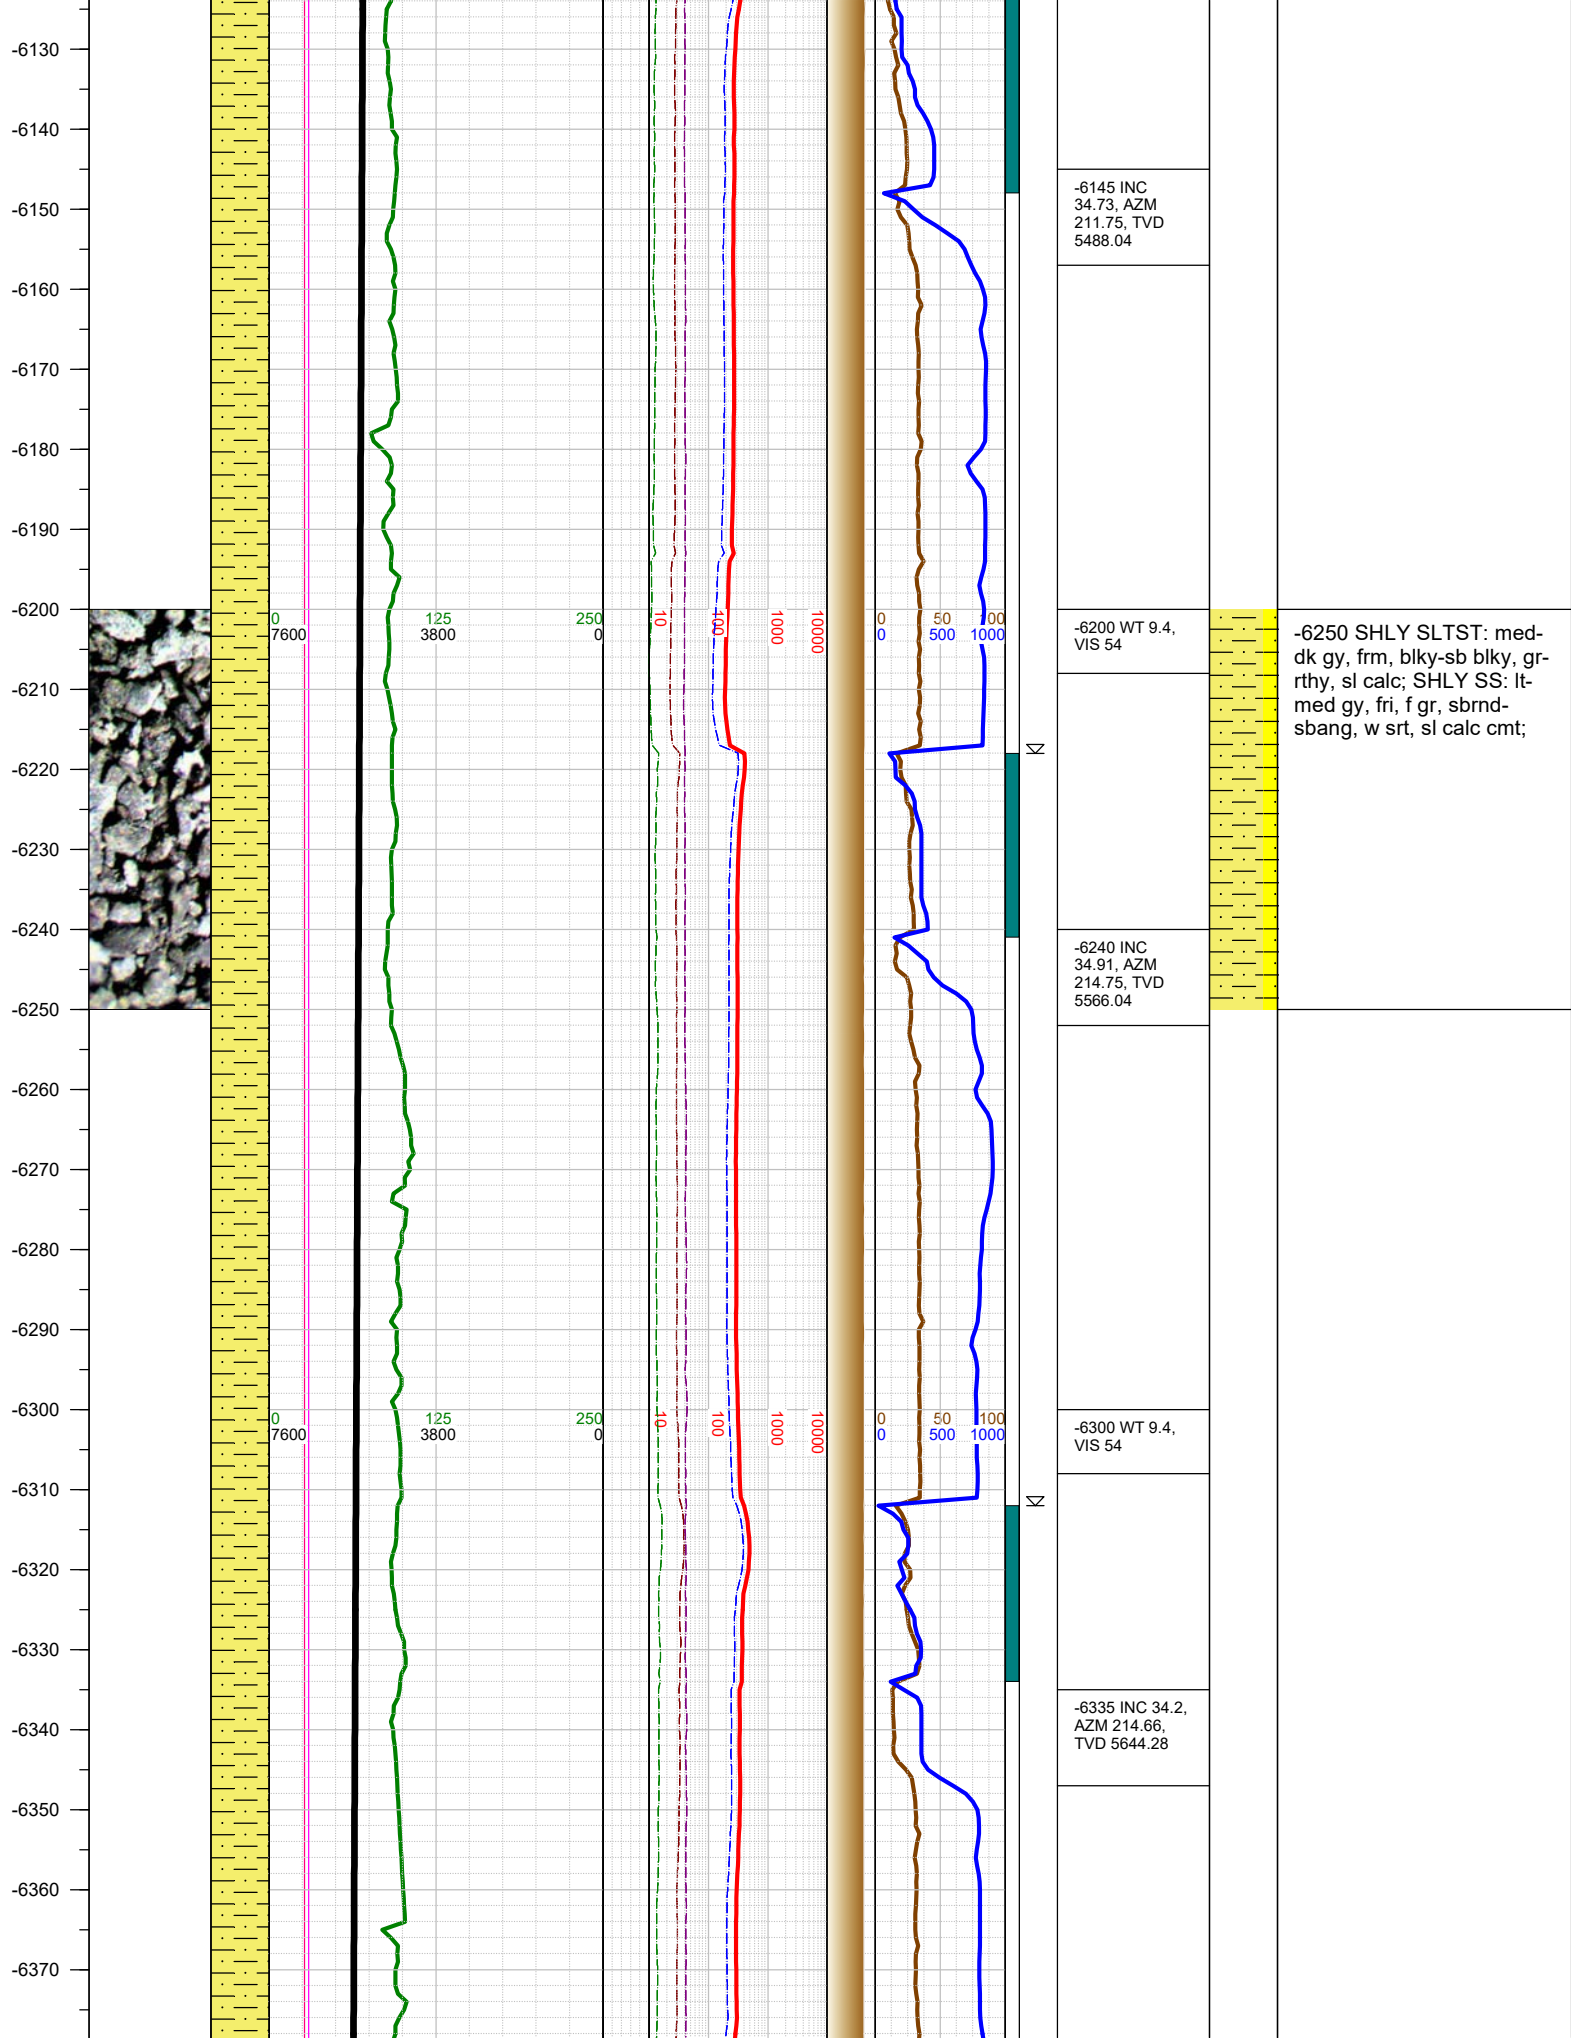 -6130
-6140
-6145 INC
34.73, AZM
211.75, TVD
5488.04
-6150
-6160
-6170
-6180
-6190
-6200
0 125 250
7600 3800 0
10 100 1000 10000
0 50 100
0 500 1000
-6200 WT 9.4,
VIS 54
-6250 SHLY SLTST: med-
dk gy, frm, blky-sb blky, gr-
rthy, sl calc; SHLY SS: lt-
med gy, fri, f gr, sbrnd-
sbang, w srt, sl calc cmt;
-6210
-6220
-6230
-6240
-6240 INC
34.91, AZM
214.75, TVD
5566.04
-6250
-6260
-6270
-6280
-6290
-6300
0 125 250
7600 3800 0
10 100 1000 10000
0 50 100
0 500 1000
-6300 WT 9.4,
VIS 54
-6310
-6320
-6330
-6335 INC 34.2,
AZM 214.66,
TVD 5644.28
-6340
-6350
-6360
-6370